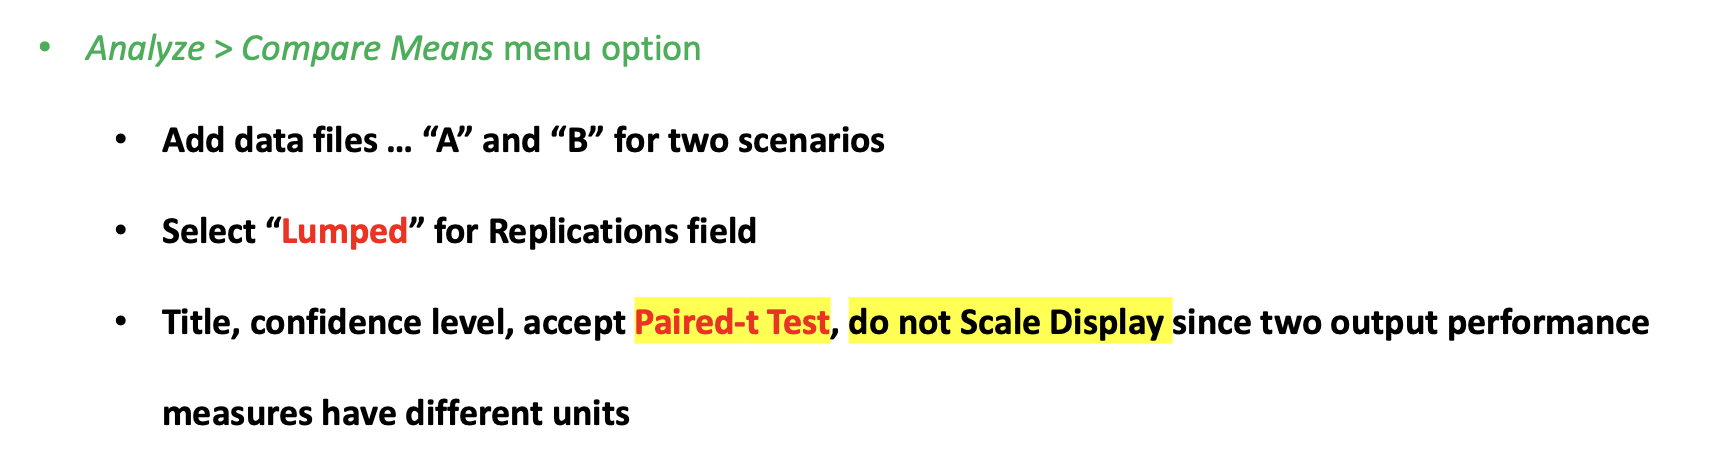 • Analyze > Compare Means menu option
• Add data files ... “A” and “B” for two scenarios
• Select “Lumped” for Replications field
• Title, confidence level, accept Paired-t Test, do not Scale Display since two output performance
measures have different units